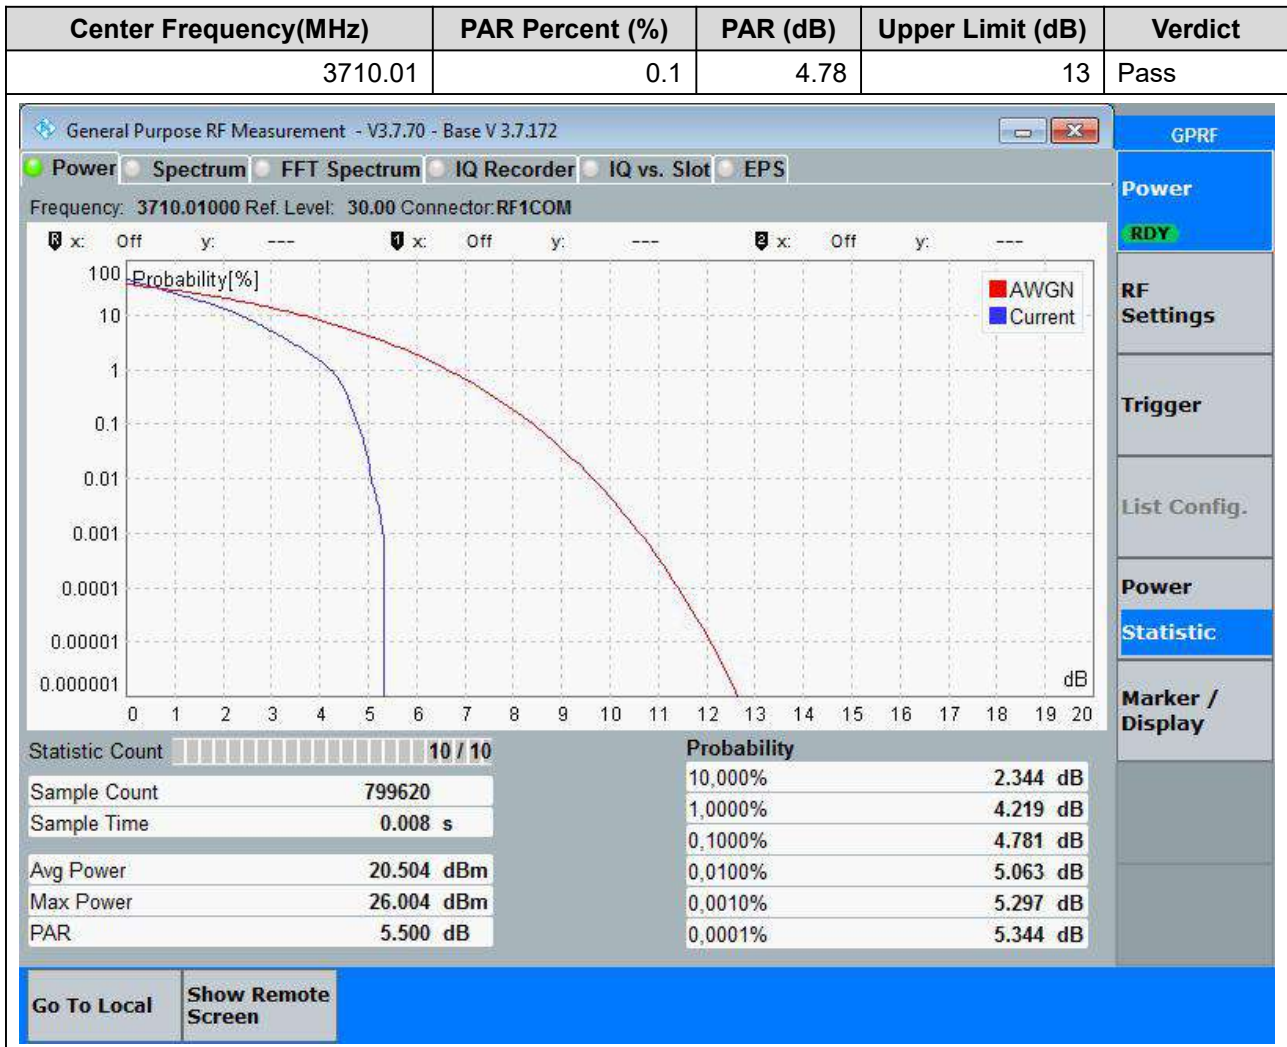 Center Frequency(MHz) PAR Percent (%) PAR (dB) Upper Limit (dB) Verdict
3710.01 0.1 4.78 13 Pass
General Purpose RF Measurement - V3.7.70 - Base V 3.7.172
GPRF
Power Spectrum FFT Spectrum IQ Recorder IQ vs. Slot EPS
Frequency: 3710.01000 Ref. Level: 30.00 Connector:RF1COM
R x: Off y: --- 1 x: Off y: --- 2 x: Off y: ---
Probability[%]
AWGN
Current
100
10
1
0.1
0.01
0.001
0.0001
0.00001
0.000001
dB
0 1 2 3 4 5 6 7 8 9 10 11 12 13 14 15 16 17 18 19 20
Statistic Count 10 / 10
Sample Count 799620
Sample Time 0.008 s
Avg Power 20.504 dBm
Max Power 26.004 dBm
PAR 5.500 dB
Probability
10,000% 2.344 dB
1,0000% 4.219 dB
0,1000% 4.781 dB
0,0100% 5.063 dB
0,0010% 5.297 dB
0,0001% 5.344 dB
Power
RDY
RF
Settings
Trigger
List Config.
Power
Statistic
Marker /
Display
Go To Local
Show Remote
Screen